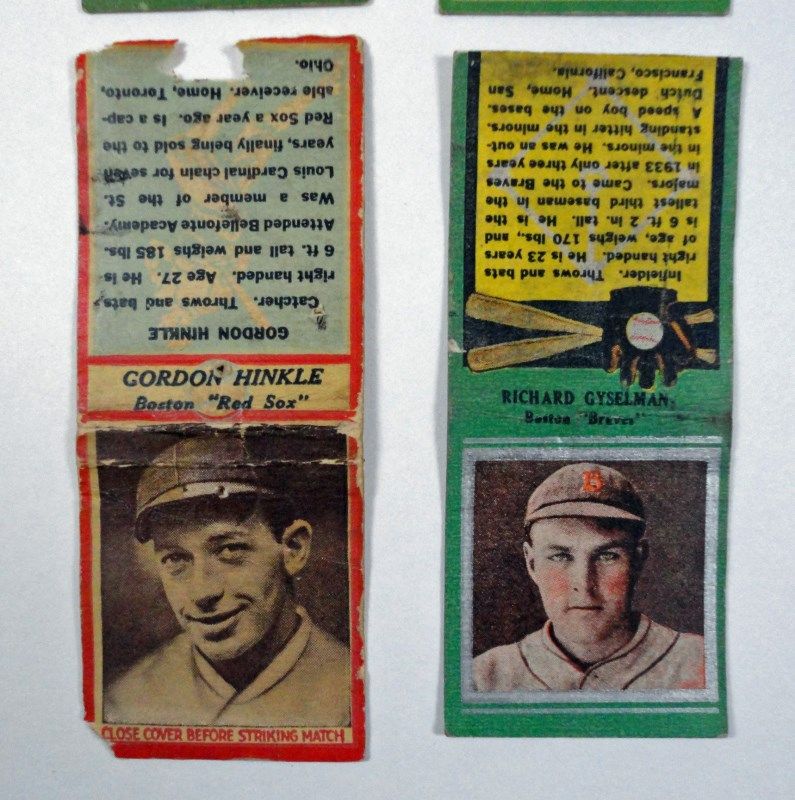 GORDON HINKLE
Catcher. Throws and bats
right handed. Age 27. Is
6 ft. tall and weighs 185 lbs.
Attended Bellefonte Academy.
Was a member of the St.
Louis Cardinal chain for seven
years, finally being sold to the
Red Sox a year ago. Is a cap-
able receiver. Home, Toronto,
Ohio.
GORDON HINKLE
Boston "Red Sox"
CLOSE COVER BEFORE STRIKING MATCH
Infielder. Throws and bats
right handed. He is 23 years
of age, weighs 170 lbs., and
is 6 ft. 2 in. tall. He is the
tallest third baseman in the
majors. Came to the Braves
in 1933 after only three years
in the minors. He was an out-
standing hitter in the minors.
A speed boy on the bases.
Dutch descent. Home, San
Francisco, California.
RICHARD GYSELMAN
Boston "Braves"
B